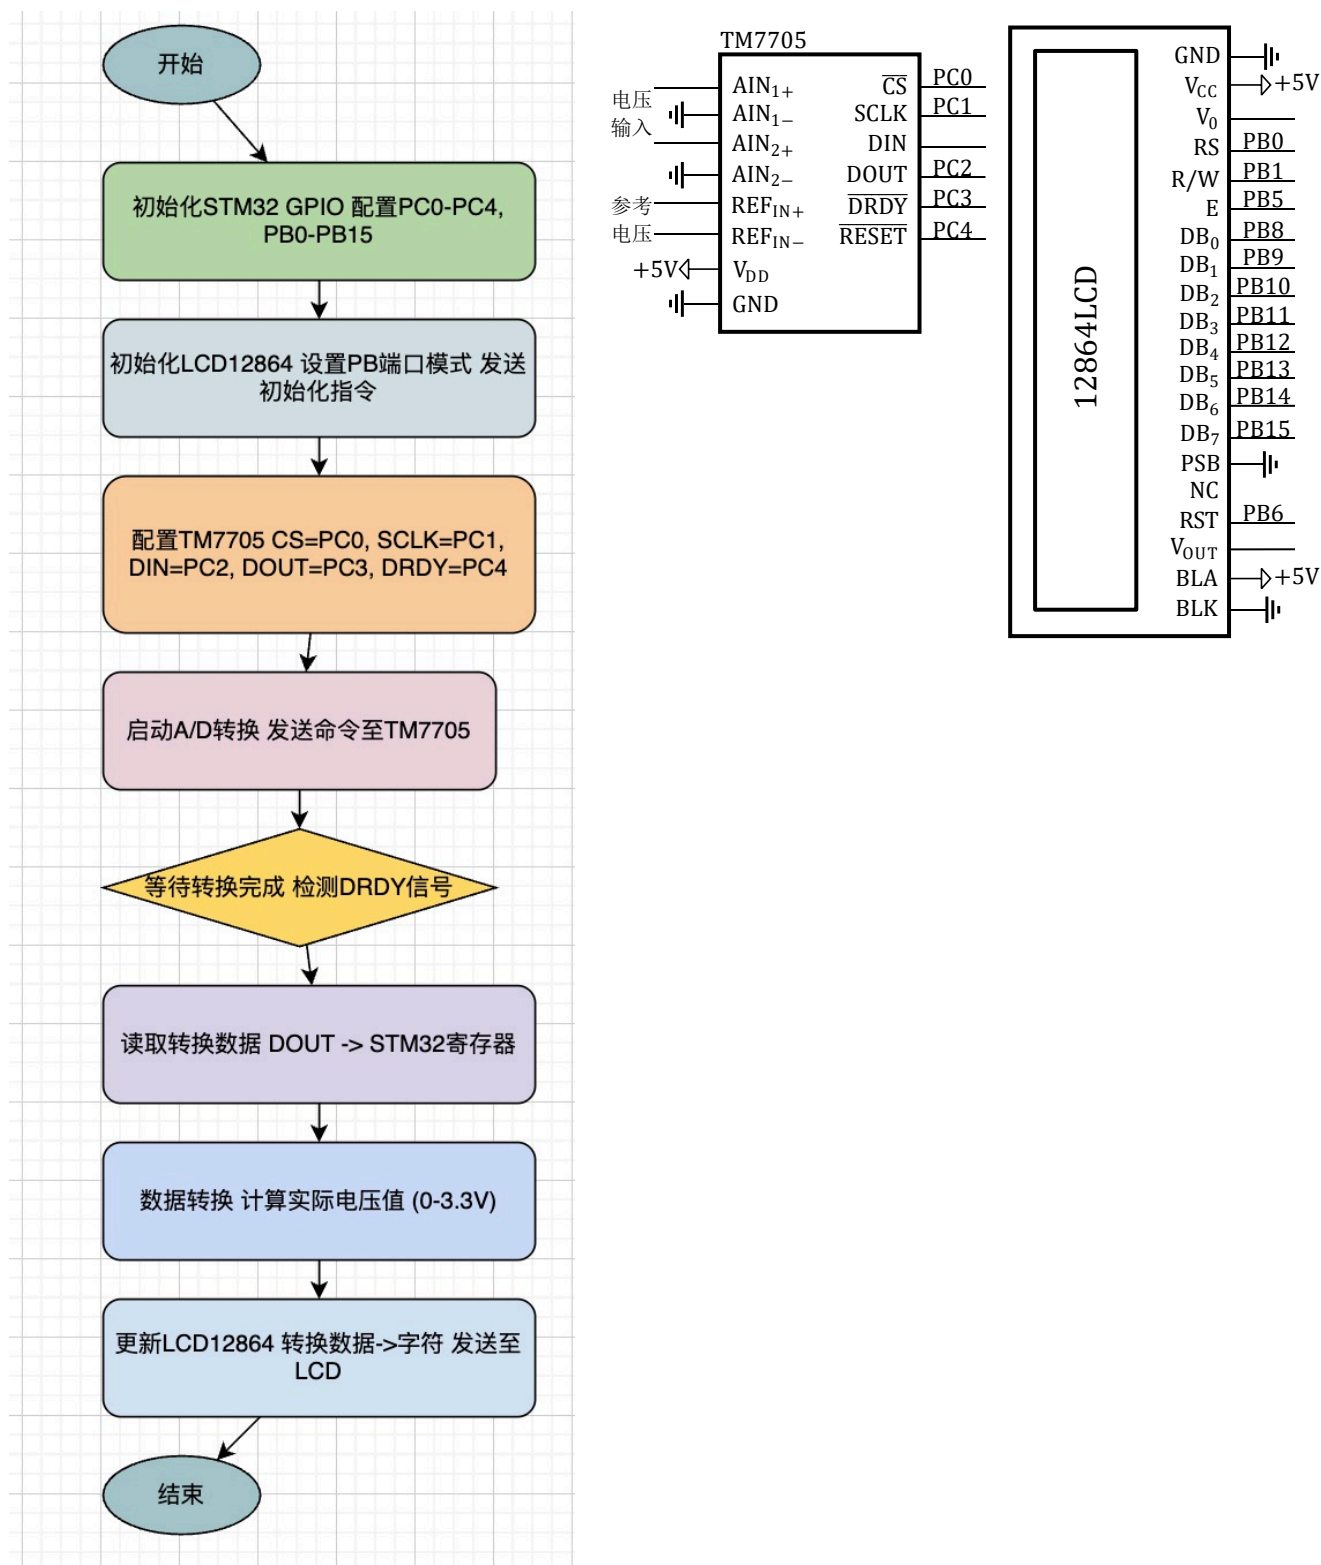 开始
初始化STM32 GPIO 配置PC0-PC4,
PB0-PB15
初始化LCD12864 设置PB端口模式 发送
初始化指令
配置TM7705 CS=PC0, SCLK=PC1,
DIN=PC2, DOUT=PC3, DRDY=PC4
启动A/D转换 发送命令至TM7705
等待转换完成 检测DRDY信号
读取转换数据 DOUT -> STM32寄存器
数据转换 计算实际电压值 (0-3.3V)
更新LCD12864 转换数据->字符 发送至
LCD
结束
TM7705
电压
输入
参考
电压
+5V
AIN1+
AIN1−
AIN2+
AIN2−
REFIN+
REFIN−
VDD
GND
CS PC0
SCLK PC1
DIN
DOUT PC2
DRDY PC3
RESET PC4
12864LCD
GND
VCC +5V
V0
RS PB0
R/W PB1
E PB5
DB0 PB8
DB1 PB9
DB2 PB10
DB3 PB11
DB4 PB12
DB5 PB13
DB6 PB14
DB7 PB15
PSB
NC
RST PB6
VOUT
BLA +5V
BLK